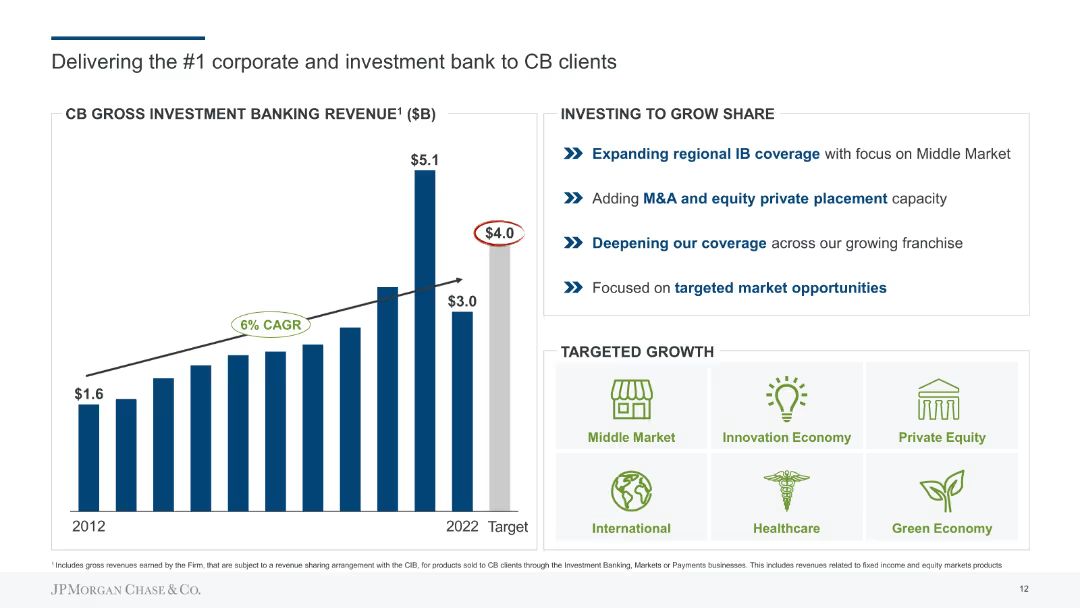 Delivering the #1 corporate and investment bank to CB clients
CB GROSS INVESTMENT BANKING REVENUE¹ ($B)
$5.1
$4.0
$3.0
6% CAGR
$1.6
2012
2022
Target
INVESTING TO GROW SHARE
Expanding regional IB coverage with focus on Middle Market
Adding M&A and equity private placement capacity
Deepening our coverage across our growing franchise
Focused on targeted market opportunities
TARGETED GROWTH
Middle Market
Innovation Economy
Private Equity
International
Healthcare
Green Economy
¹ Includes gross revenues earned by the Firm, that are subject to a revenue sharing arrangement with the CIB, for products sold to CB clients through the Investment Banking, Markets or Payments businesses. This includes revenues related to fixed income and equity markets products
JPMORGAN CHASE & CO.
12